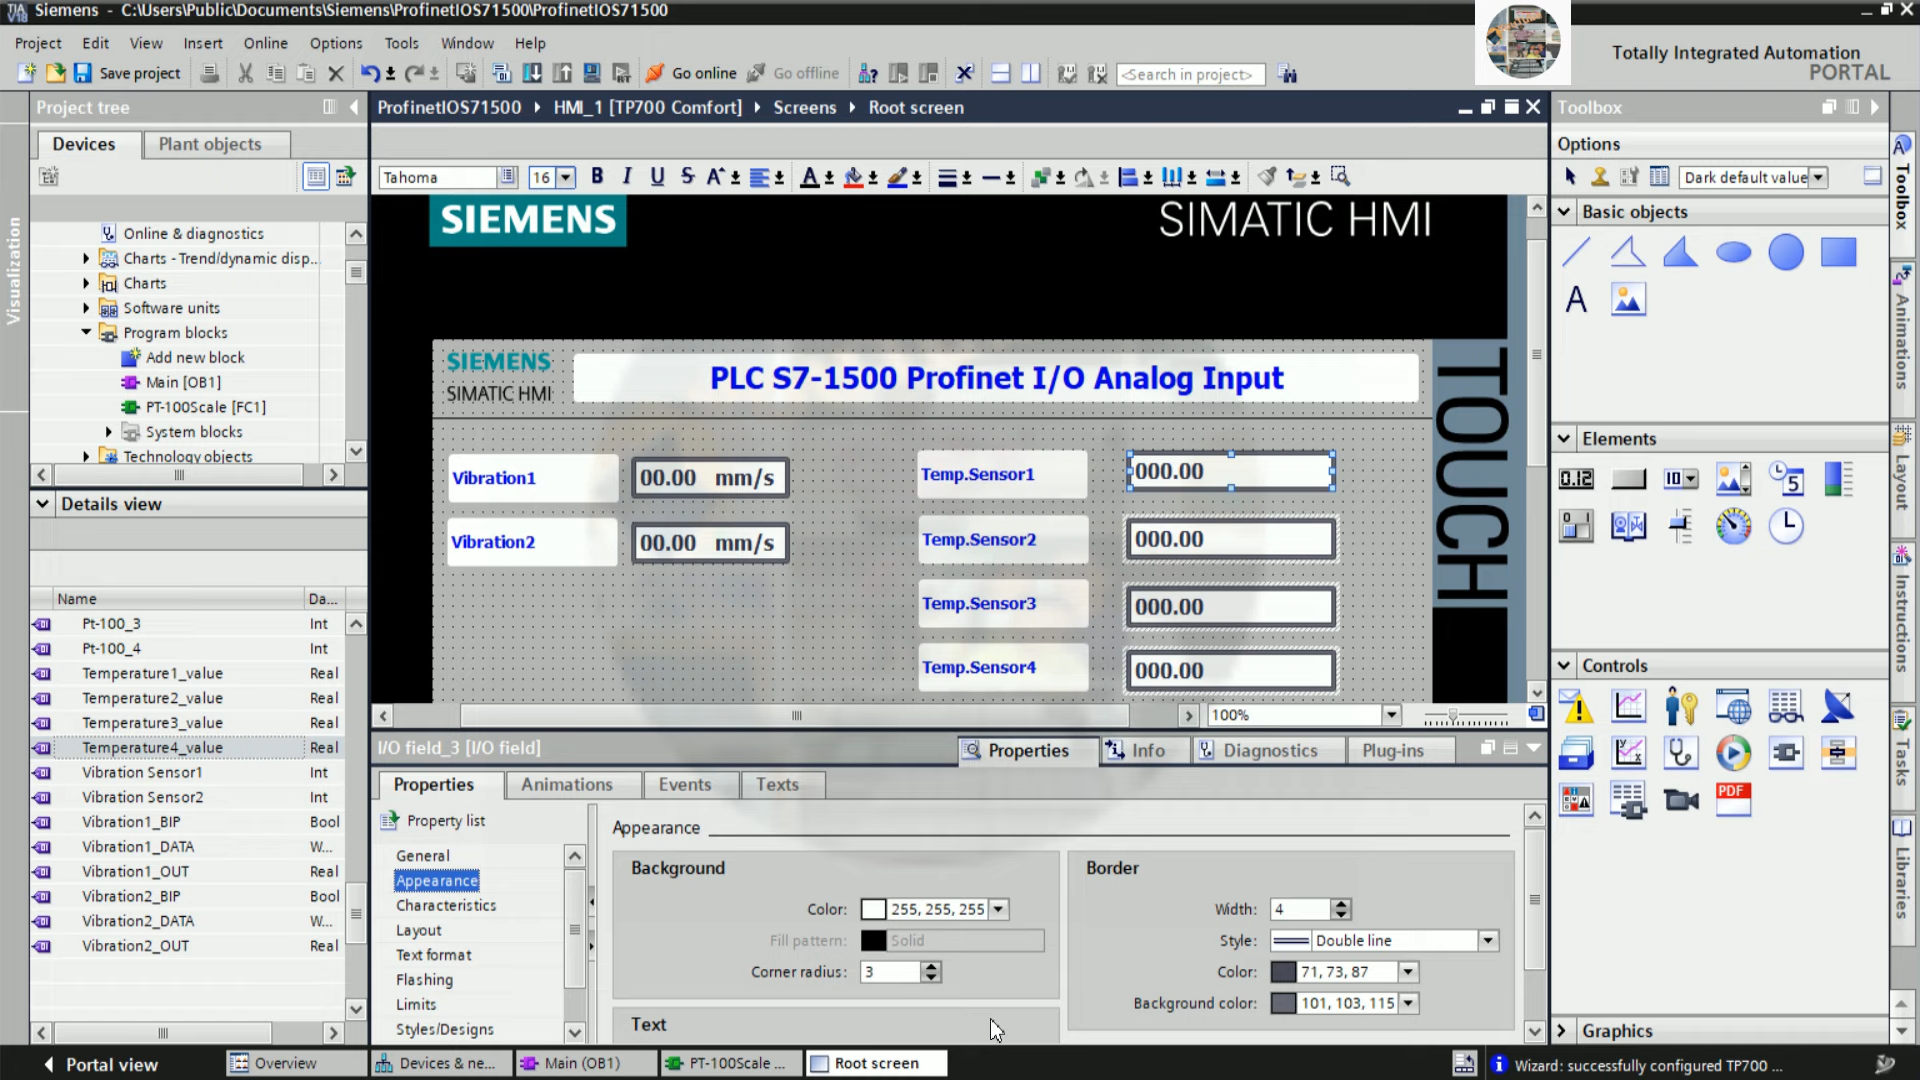 Siemens - C:\Users\Public\Documents\Siemens\ProfinetIOS71500\ProfinetIOS71500
Project Edit View Insert Online Options Tools Window Help
Totally Integrated Automation
PORTAL
Save project
Go online
Go offline
<Search in project>
Project tree
ProfinetIOS71500 HMI_1 [TP700 Comfort] Screens Root screen
Toolbox
Devices
Plant objects
Options
Tahoma
16
Dark default value
Visualization
Basic objects
Online & diagnostics
Charts - Trend/dynamic disp...
Charts
Software units
Program blocks
Add new block
Main [OB1]
PT-100Scale [FC1]
System blocks
Technology objects
SIEMENS
SIMATIC HMI
SIEMENS
SIMATIC HMI
PLC S7-1500 Profinet I/O Analog Input
TOUCH
Vibration1
00.00 mm/s
Temp.Sensor1
000.00
Vibration2
00.00 mm/s
Temp.Sensor2
000.00
Temp.Sensor3
000.00
Temp.Sensor4
000.00
100%
Elements
Controls
PDF
Graphics
Toolbox
Animations
Layout
Instructions
Tasks
Libraries
Details view
Name Da...
Pt-100_3 Int
Pt-100_4 Int
Temperature1_value Real
Temperature2_value Real
Temperature3_value Real
Temperature4_value Real
Vibration Sensor1 Int
Vibration Sensor2 Int
Vibration1_BIP Bool
Vibration1_DATA W...
Vibration1_OUT Real
Vibration2_BIP Bool
Vibration2_DATA W...
Vibration2_OUT Real
I/O field_3 [I/O field]
Properties
Info
Diagnostics
Plug-ins
Properties
Animations
Events
Texts
Property list
General
Appearance
Characteristics
Layout
Text format
Flashing
Limits
Styles/Designs
Appearance
Background
Color: 255, 255, 255
Fill pattern: Solid
Corner radius: 3
Text
Border
Width: 4
Style: Double line
Color: 71, 73, 87
Background color: 101, 103, 115
Portal view
Overview
Devices & ne...
Main (OB1)
PT-100Scale ...
Root screen
Wizard: successfully configured TP700 ...